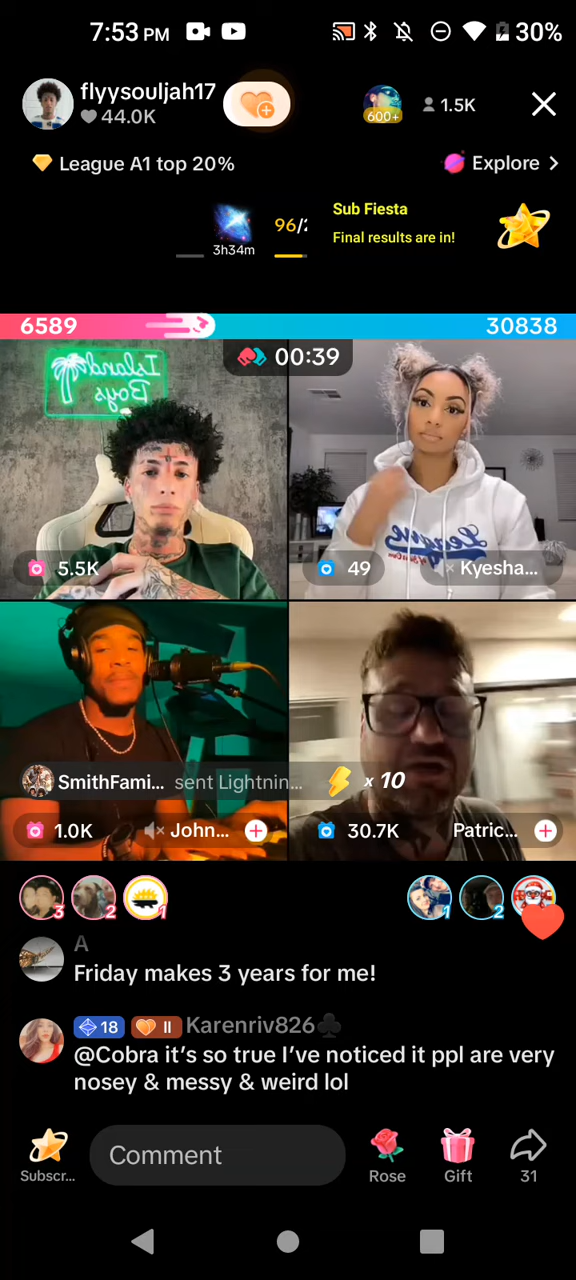 7:53 PM
30%
flyysouljah17
44.0K
600+
1.5K
League A1 top 20%
Explore >
96/
3h34m
Sub Fiesta
Final results are in!
6589
30838
00:39
Island
Boys
League
5.5K
49
× Kyesha...
SmithFami... sent Lightnin...
x 10
1.0K
John...
30.7K
Patric...
3
2
1
1
2
A
Friday makes 3 years for me!
18
II
Karenriv826♣
@Cobra it's so true I've noticed it ppl are very
nosey & messy & weird lol
Subscr...
Comment
Rose
Gift
31